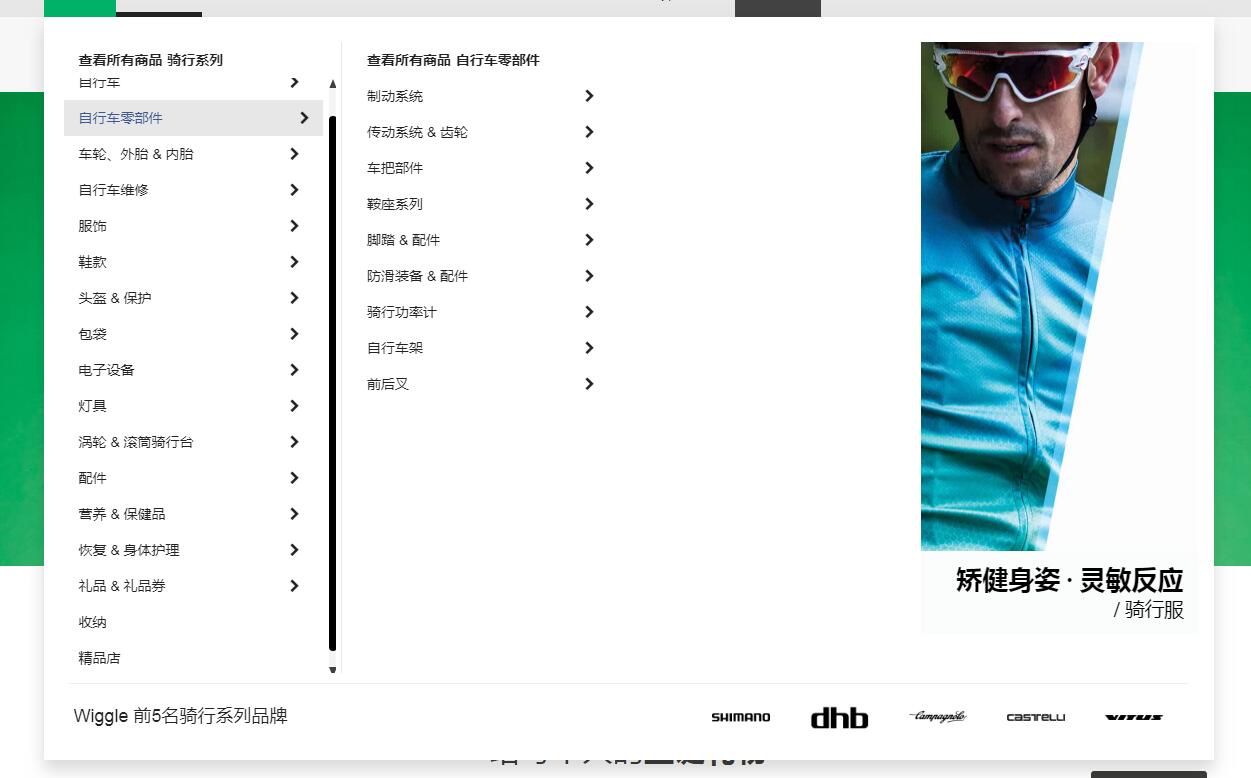 查看所有商品 骑行系列
自行车
自行车零部件
车轮、外胎 & 内胎
自行车维修
服饰
鞋款
头盔 & 保护
包袋
电子设备
灯具
涡轮 & 滚筒骑行台
配件
营养 & 保健品
恢复 & 身体护理
礼品 & 礼品券
收纳
精品店
查看所有商品 自行车零部件
制动系统
传动系统 & 齿轮
车把部件
鞍座系列
脚踏 & 配件
防滑装备 & 配件
骑行功率计
自行车架
前后叉
矫健身姿 · 灵敏反应
/ 骑行服
Wiggle 前5名骑行系列品牌
SHIMANO
dhb
Campagnolo
CASTELLI
VITUS